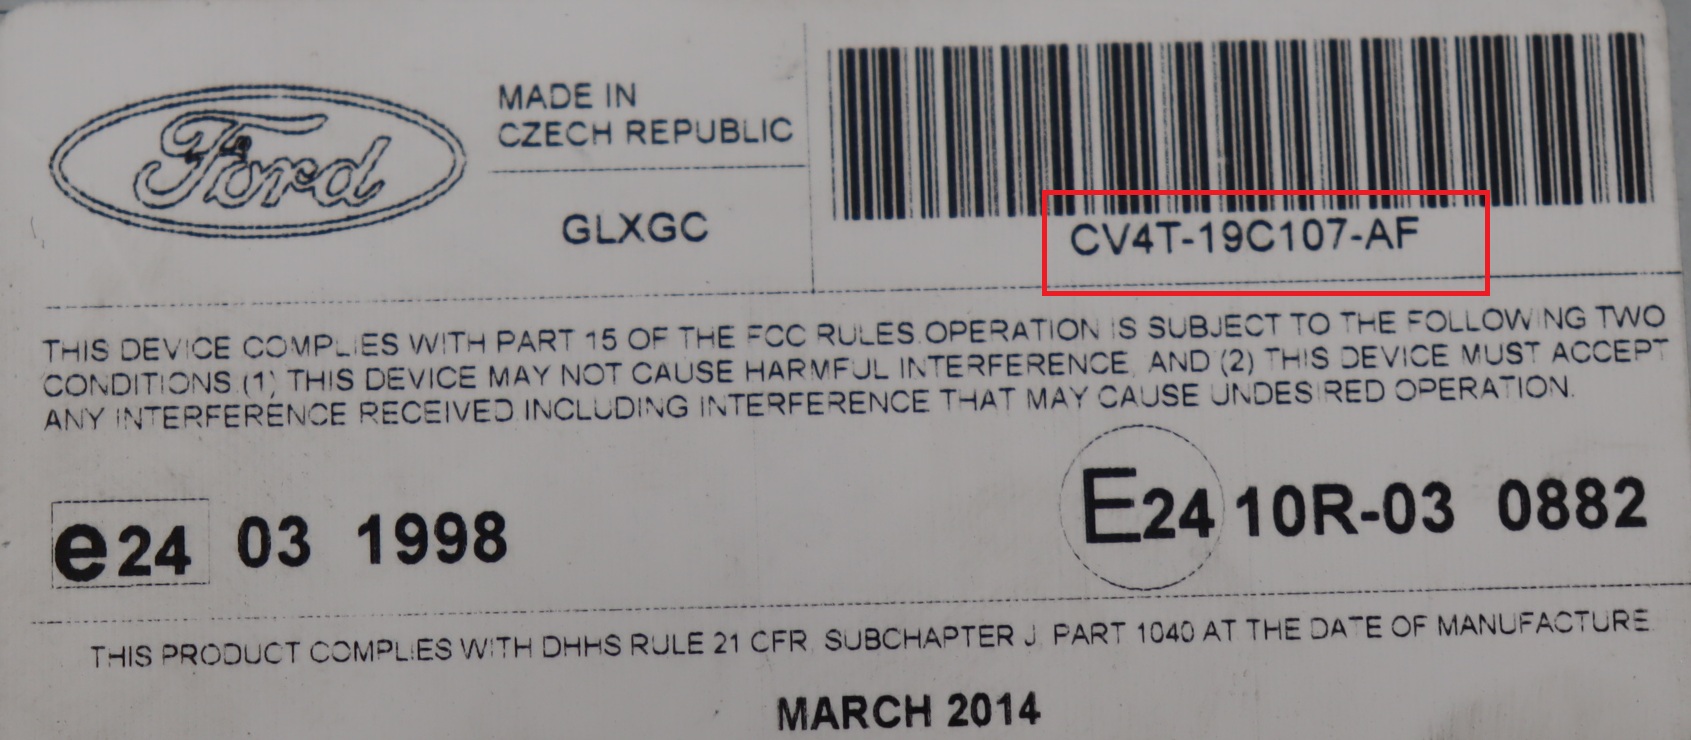 Ford
MADE IN
CZECH REPUBLIC
GLXGC
CV4T-19C107-AF
THIS DEVICE COMPLIES WITH PART 15 OF THE FCC RULES.OPERATION IS SUBJECT TO THE FOLLOWING TWO
CONDITIONS.(1) THIS DEVICE MAY NOT CAUSE HARMFUL INTERFERENCE, AND (2) THIS DEVICE MUST ACCEPT
ANY INTERFERENCE RECEIVED INCLUDING INTERFERENCE THAT MAY CAUSE UNDESIRED OPERATION.
e24 03 1998
E24 10R-03 0882
THIS PRODUCT COMPLIES WITH DHHS RULE 21 CFR, SUBCHAPTER J, PART 1040 AT THE DATE OF MANUFACTURE.
MARCH 2014